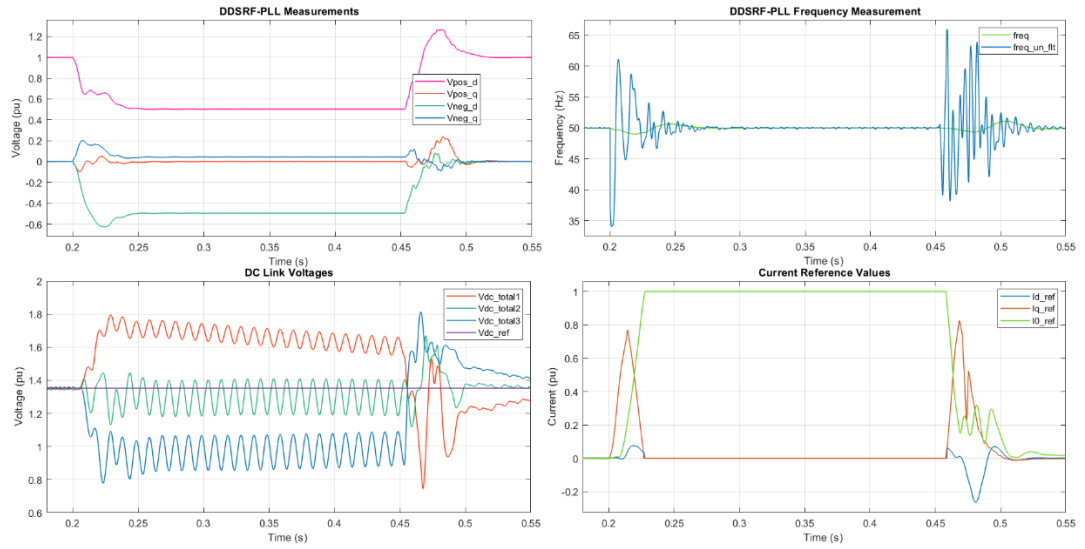 DDSRF-PLL Measurements
1.2
1
0.8
0.6
0.4
0.2
0
-0.2
-0.4
-0.6
Voltage (pu)
Vpos_d
Vpos_q
Vneg_d
Vneg_q
0.2 0.25 0.3 0.35 0.4 0.45 0.5 0.55
Time (s)
DDSRF-PLL Frequency Measurement
65
60
55
50
45
40
35
Frequency (Hz)
freq
freq_un_flt
0.2 0.25 0.3 0.35 0.4 0.45 0.5 0.55
Time (s)
DC Link Voltages
2
1.8
1.6
1.4
1.2
1
0.8
0.6
Voltage (pu)
Vdc_total1
Vdc_total2
Vdc_total3
Vdc_ref
0.2 0.25 0.3 0.35 0.4 0.45 0.5 0.55
Time (s)
Current Reference Values
1
0.8
0.6
0.4
0.2
0
-0.2
Current (pu)
Id_ref
Iq_ref
I0_ref
0.2 0.25 0.3 0.35 0.4 0.45 0.5 0.55
Time (s)